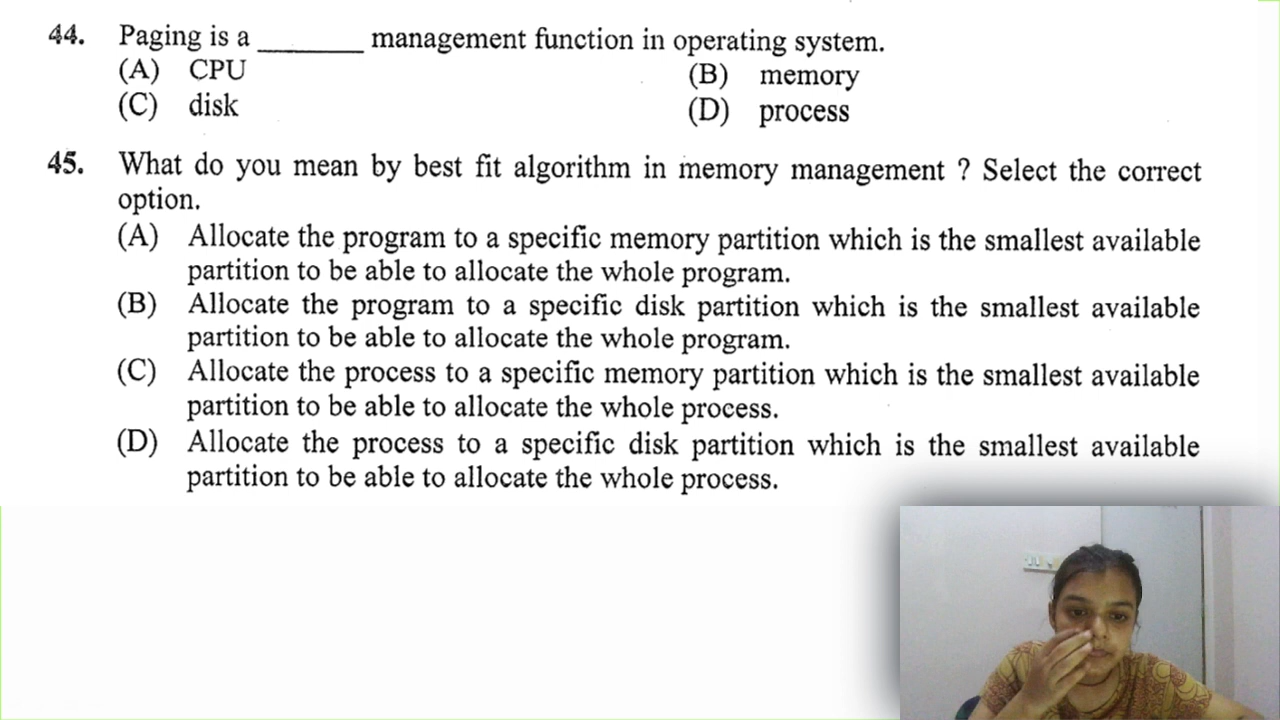 44. Paging is a ________ management function in operating system.
(A) CPU (B) memory
(C) disk (D) process
45. What do you mean by best fit algorithm in memory management ? Select the correct
option.
(A) Allocate the program to a specific memory partition which is the smallest available
partition to be able to allocate the whole program.
(B) Allocate the program to a specific disk partition which is the smallest available
partition to be able to allocate the whole program.
(C) Allocate the process to a specific memory partition which is the smallest available
partition to be able to allocate the whole process.
(D) Allocate the process to a specific disk partition which is the smallest available
partition to be able to allocate the whole process.